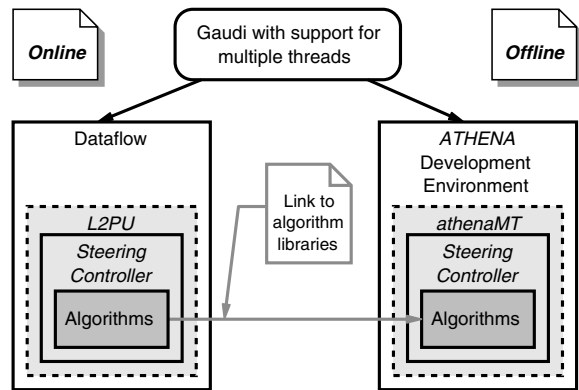 Online
Gaudi with support for
multiple threads
Offline
Dataflow
L2PU
Steering
Controller
Algorithms
Link to
algorithm
libraries
ATHENA
Development
Environment
athenaMT
Steering
Controller
Algorithms